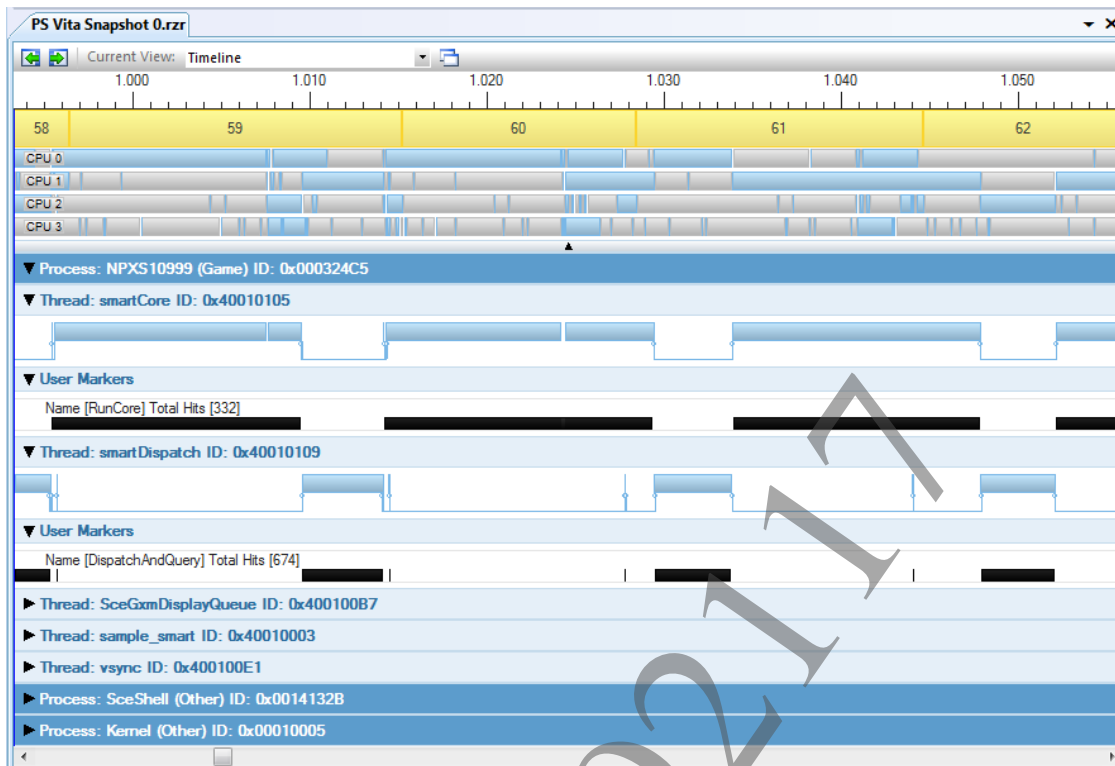 PS Vita Snapshot 0.rzr
Current View: Timeline
1.000 1.010 1.020 1.030 1.040 1.050
58 59 60 61 62
CPU 0
CPU 1
CPU 2
CPU 3
Process: NPXS10999 (Game) ID: 0x000324C5
Thread: smartCore ID: 0x40010105
User Markers
Name [RunCore] Total Hits [332]
Thread: smartDispatch ID: 0x40010109
User Markers
Name [DispatchAndQuery] Total Hits [674]
Thread: SceGxmDisplayQueue ID: 0x400100B7
Thread: sample_smart ID: 0x40010003
Thread: vsync ID: 0x400100E1
Process: SceShell (Other) ID: 0x0014132B
Process: Kernel (Other) ID: 0x00010005
02117